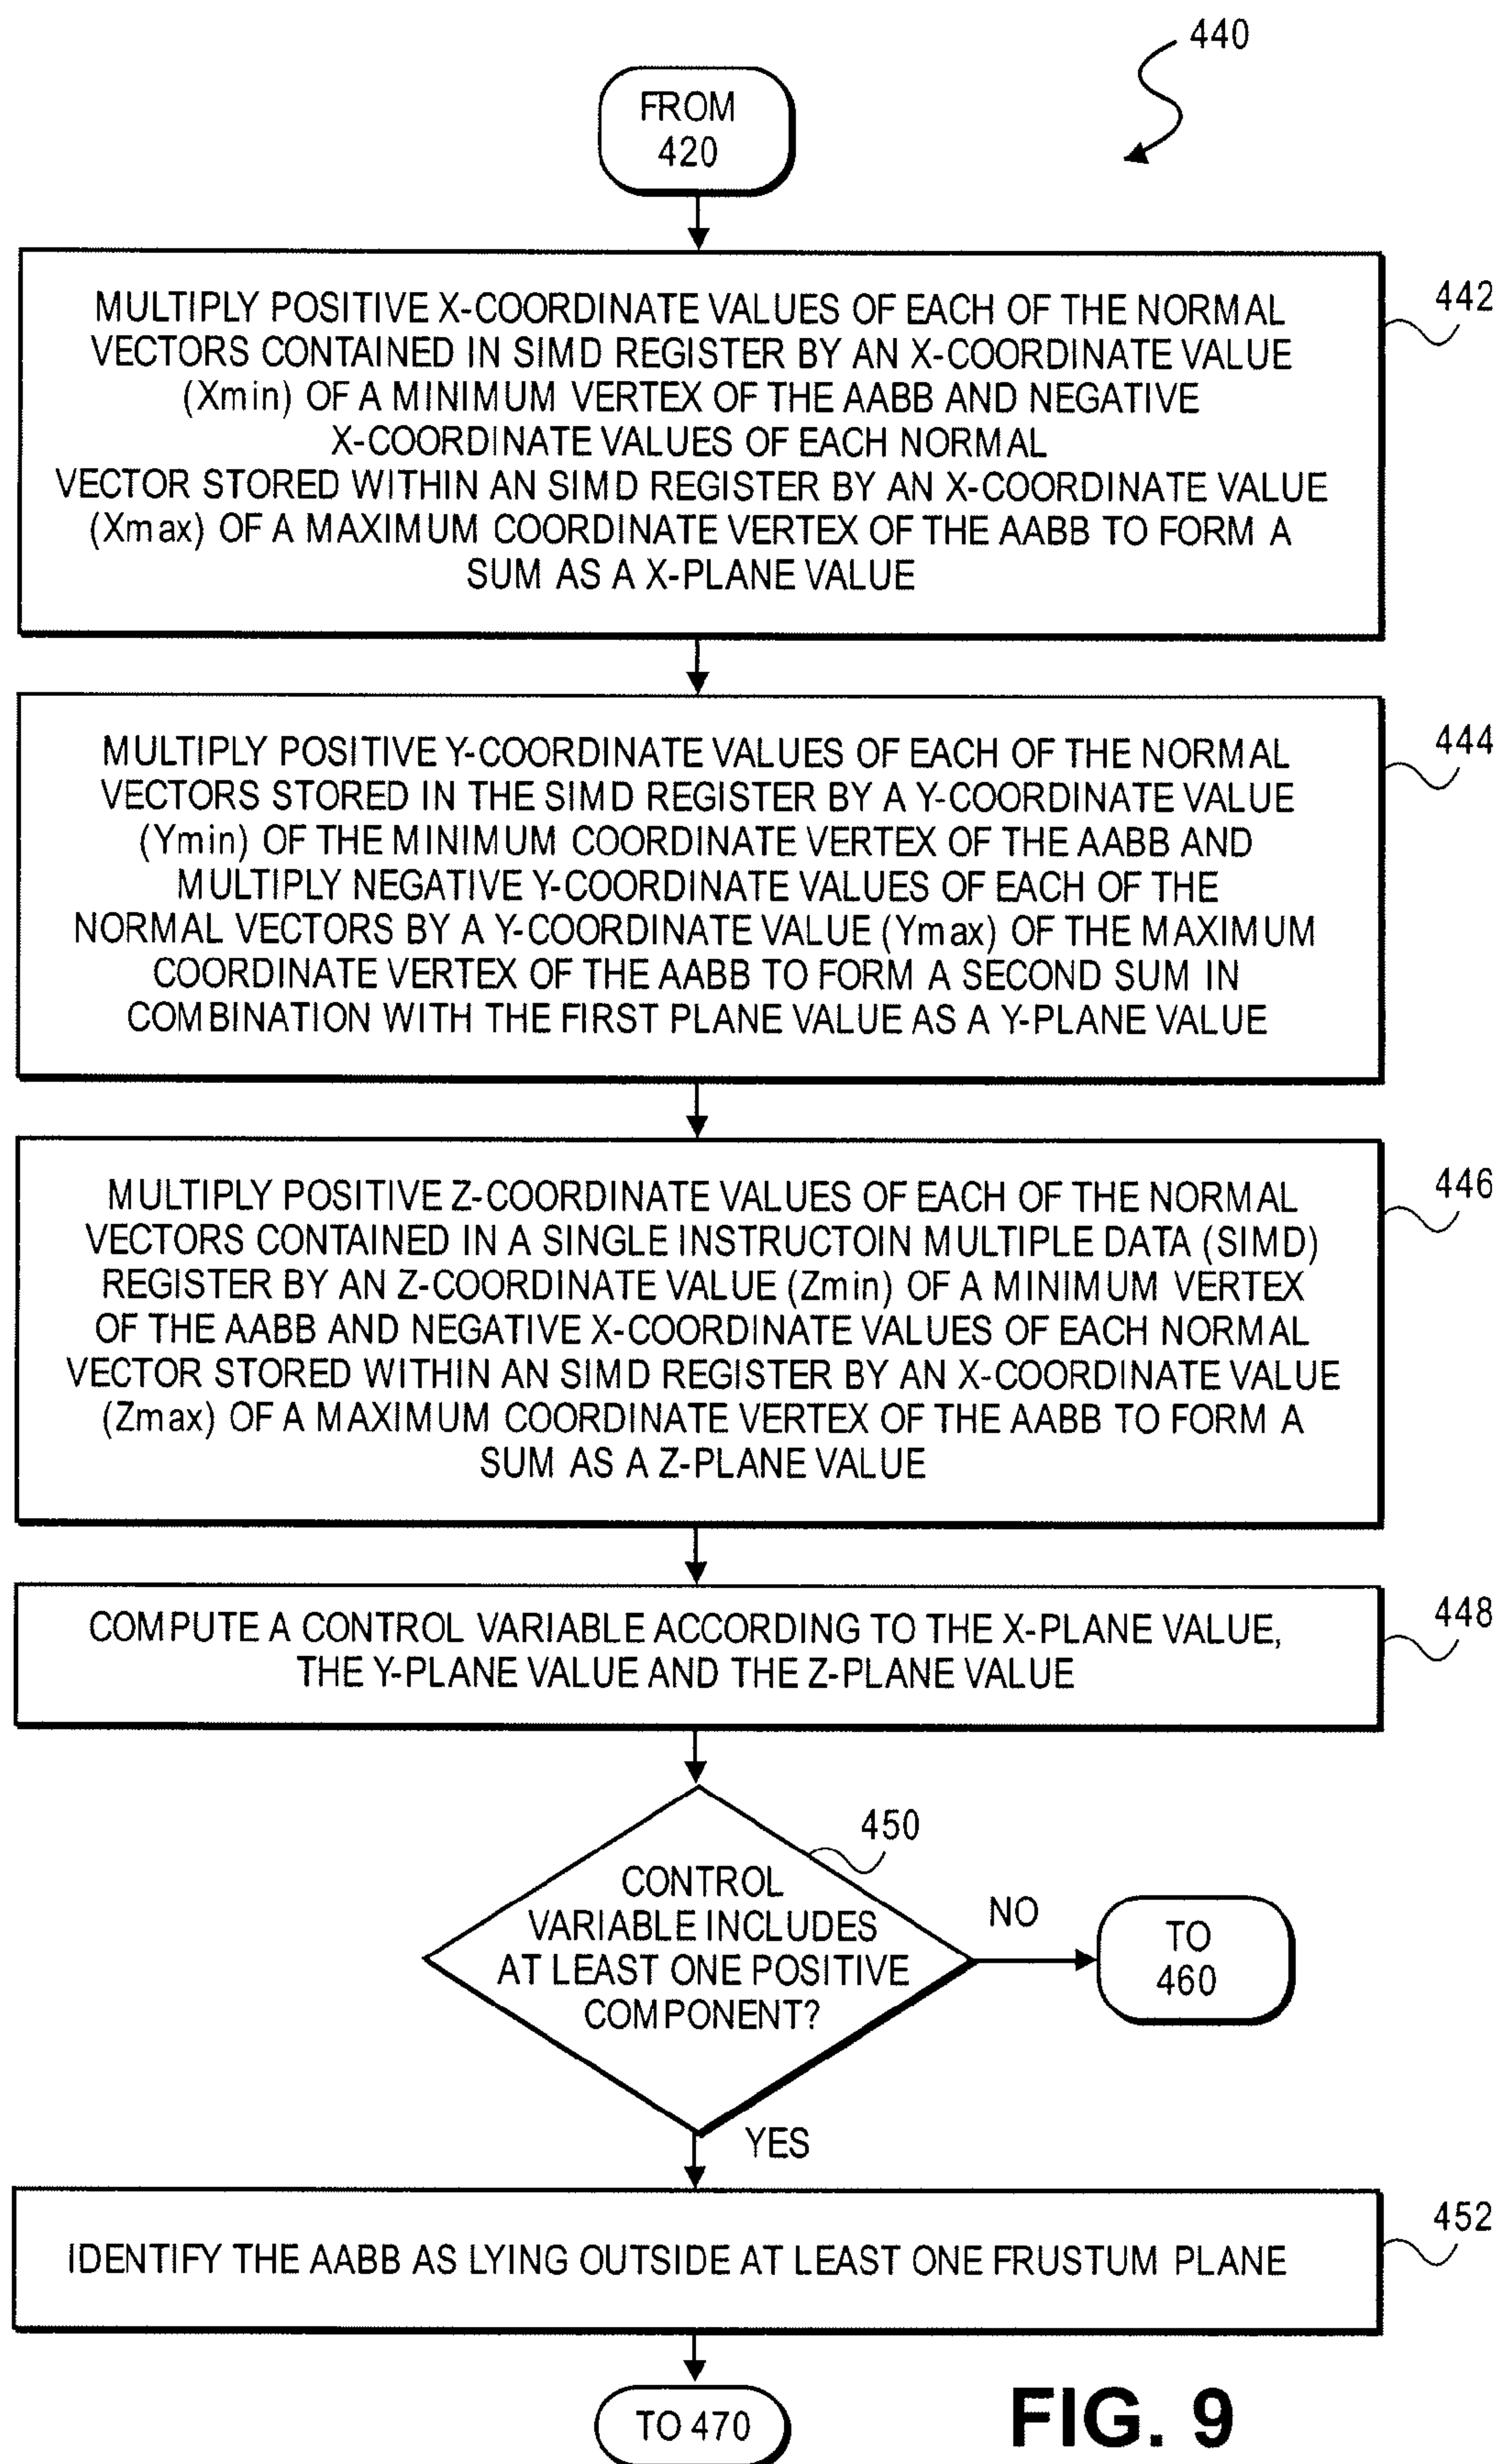 440
FROM
420
442
MULTIPLY POSITIVE X-COORDINATE VALUES OF EACH OF THE NORMAL
VECTORS CONTAINED IN SIMD REGISTER BY AN X-COORDINATE VALUE
(Xmin) OF A MINIMUM VERTEX OF THE AABB AND NEGATIVE
X-COORDINATE VALUES OF EACH NORMAL
VECTOR STORED WITHIN AN SIMD REGISTER BY AN X-COORDINATE VALUE
(Xmax) OF A MAXIMUM COORDINATE VERTEX OF THE AABB TO FORM A
SUM AS A X-PLANE VALUE
444
MULTIPLY POSITIVE Y-COORDINATE VALUES OF EACH OF THE NORMAL
VECTORS STORED IN THE SIMD REGISTER BY A Y-COORDINATE VALUE
(Ymin) OF THE MINIMUM COORDINATE VERTEX OF THE AABB AND
MULTIPLY NEGATIVE Y-COORDINATE VALUES OF EACH OF THE
NORMAL VECTORS BY A Y-COORDINATE VALUE (Ymax) OF THE MAXIMUM
COORDINATE VERTEX OF THE AABB TO FORM A SECOND SUM IN
COMBINATION WITH THE FIRST PLANE VALUE AS A Y-PLANE VALUE
446
MULTIPLY POSITIVE Z-COORDINATE VALUES OF EACH OF THE NORMAL
VECTORS CONTAINED IN A SINGLE INSTRUCTOIN MULTIPLE DATA (SIMD)
REGISTER BY AN Z-COORDINATE VALUE (Zmin) OF A MINIMUM VERTEX
OF THE AABB AND NEGATIVE X-COORDINATE VALUES OF EACH NORMAL
VECTOR STORED WITHIN AN SIMD REGISTER BY AN X-COORDINATE VALUE
(Zmax) OF A MAXIMUM COORDINATE VERTEX OF THE AABB TO FORM A
SUM AS A Z-PLANE VALUE
448
COMPUTE A CONTROL VARIABLE ACCORDING TO THE X-PLANE VALUE,
THE Y-PLANE VALUE AND THE Z-PLANE VALUE
450
CONTROL
VARIABLE INCLUDES
AT LEAST ONE POSITIVE
COMPONENT?
NO
TO
460
YES
452
IDENTIFY THE AABB AS LYING OUTSIDE AT LEAST ONE FRUSTUM PLANE
TO 470
FIG. 9